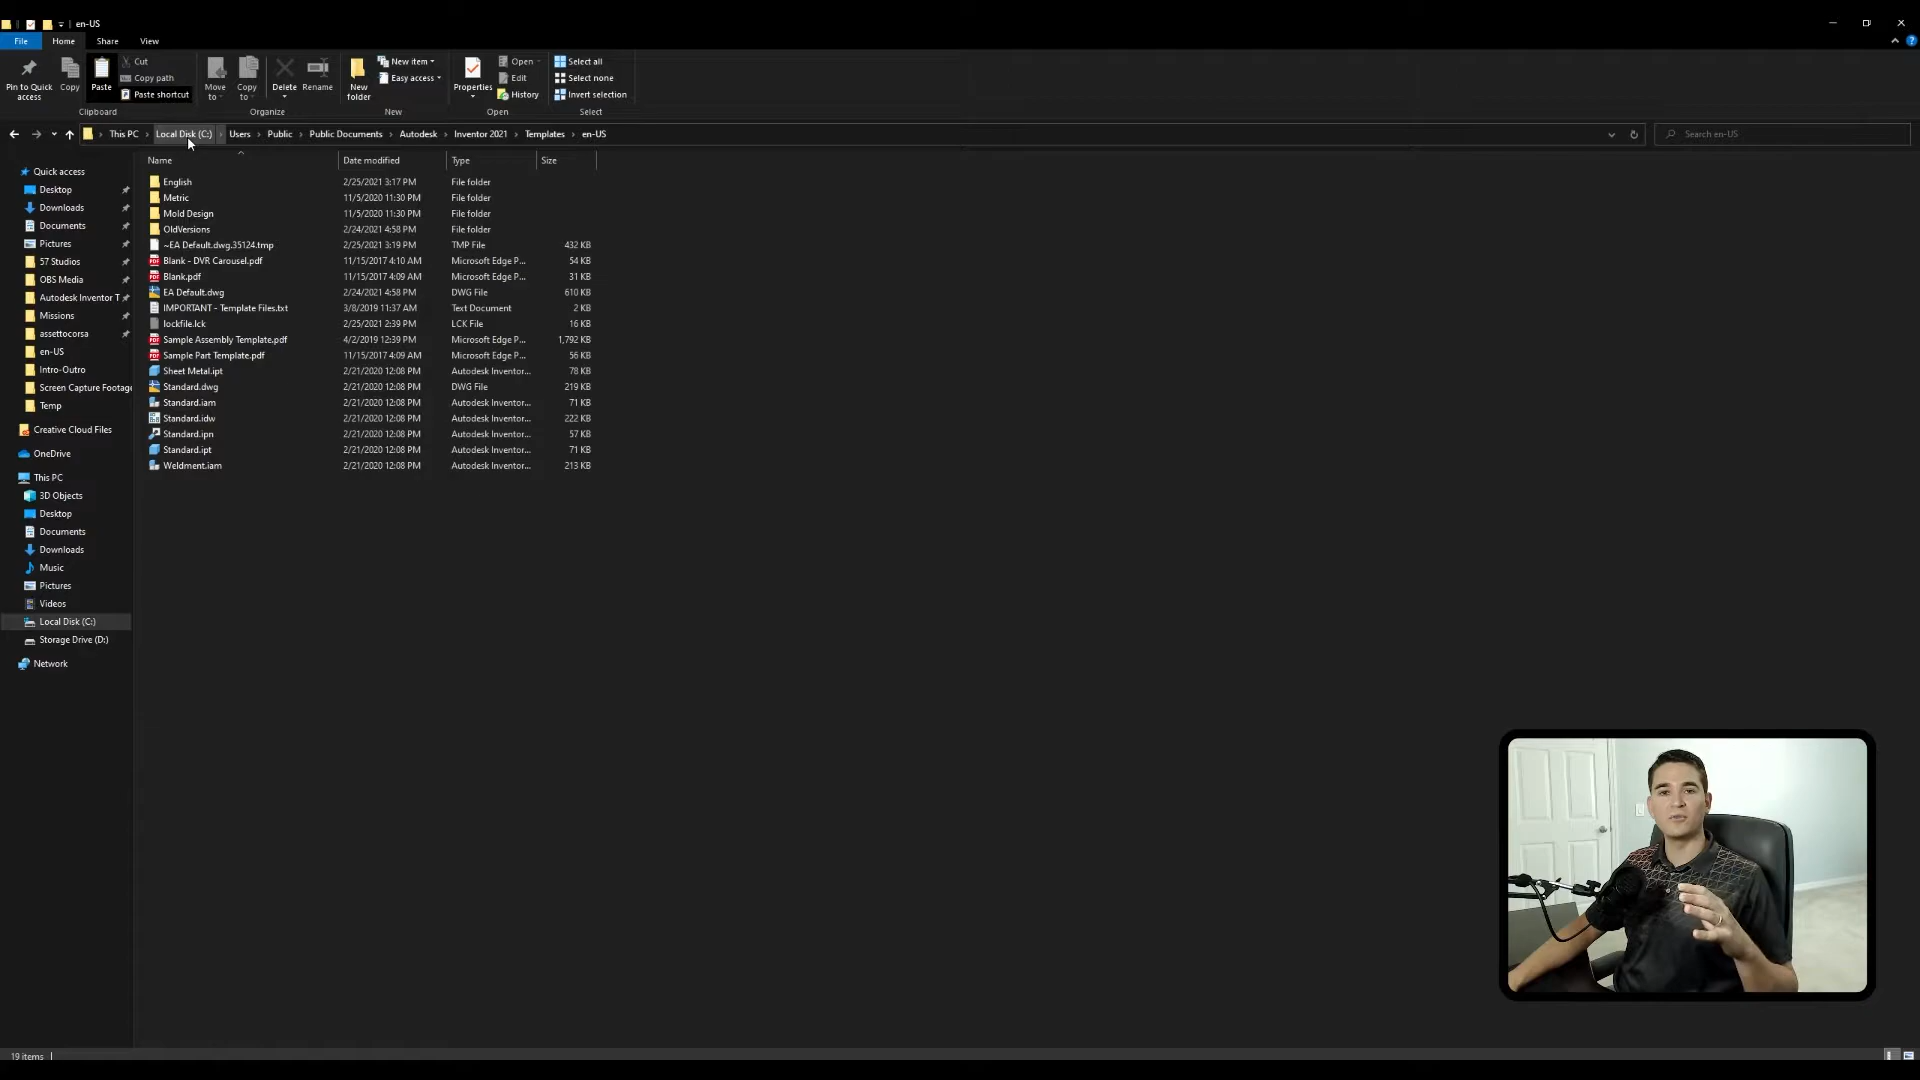 en-US
File Home Share View
Pin to Quick access
Copy
Paste
Cut
Copy path
Paste shortcut
Clipboard
Move to
Copy to
Delete
Rename
Organize
New folder
New item
Easy access
New
Properties
Open
Edit
History
Open
Select all
Select none
Invert selection
Select
This PC > Local Disk (C:) > Users > Public > Public Documents > Autodesk > Inventor 2021 > Templates > en-US
Search en-US
Quick access
Desktop
Downloads
Documents
Pictures
57 Studios
OBS Media
Autodesk Inventor T
Missions
assettocorsa
en-US
Intro-Outro
Screen Capture Footage
Temp
Creative Cloud Files
OneDrive
This PC
3D Objects
Desktop
Documents
Downloads
Music
Pictures
Videos
Local Disk (C:)
Storage Drive (D:)
Network
Name Date modified Type Size
English 2/25/2021 3:17 PM File folder
Metric 11/5/2020 11:30 PM File folder
Mold Design 11/5/2020 11:30 PM File folder
OldVersions 2/24/2021 4:58 PM File folder
~EA Default.dwg.35124.tmp 2/25/2021 3:19 PM TMP File 432 KB
Blank - DVR Carousel.pdf 11/15/2017 4:10 AM Microsoft Edge P... 54 KB
Blank.pdf 11/15/2017 4:09 AM Microsoft Edge P... 31 KB
EA Default.dwg 2/24/2021 4:58 PM DWG File 610 KB
IMPORTANT - Template Files.txt 3/8/2019 11:37 AM Text Document 2 KB
lockfile.lck 2/25/2021 2:39 PM LCK File 16 KB
Sample Assembly Template.pdf 4/2/2019 12:39 PM Microsoft Edge P... 1,792 KB
Sample Part Template.pdf 11/15/2017 4:09 AM Microsoft Edge P... 56 KB
Sheet Metal.ipt 2/21/2020 12:08 PM Autodesk Inventor... 78 KB
Standard.dwg 2/21/2020 12:08 PM DWG File 219 KB
Standard.iam 2/21/2020 12:08 PM Autodesk Inventor... 71 KB
Standard.idw 2/21/2020 12:08 PM Autodesk Inventor... 222 KB
Standard.ipn 2/21/2020 12:08 PM Autodesk Inventor... 57 KB
Standard.ipt 2/21/2020 12:08 PM Autodesk Inventor... 71 KB
Weldment.iam 2/21/2020 12:08 PM Autodesk Inventor... 213 KB
19 items